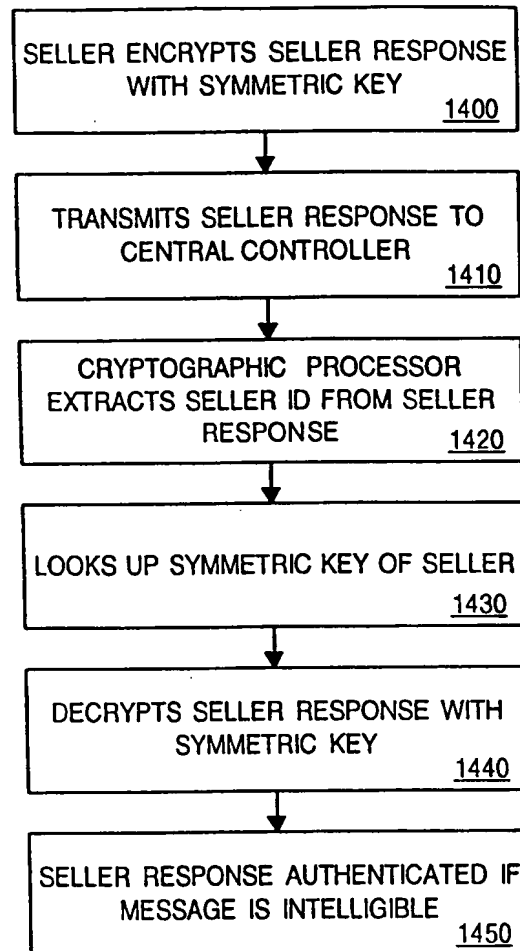 SELLER ENCRYPTS SELLER RESPONSE
WITH SYMMETRIC KEY
1400
TRANSMITS SELLER RESPONSE TO
CENTRAL CONTROLLER
1410
CRYPTOGRAPHIC PROCESSOR
EXTRACTS SELLER ID FROM SELLER
RESPONSE
1420
LOOKS UP SYMMETRIC KEY OF SELLER
1430
DECRYPTS SELLER RESPONSE WITH
SYMMETRIC KEY
1440
SELLER RESPONSE AUTHENTICATED IF
MESSAGE IS INTELLIGIBLE
1450